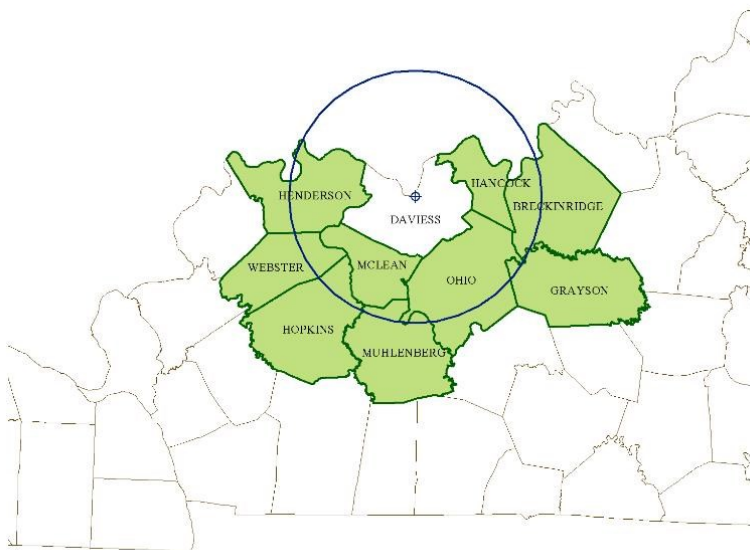 HANCOCK
HENDERSON
BRECKINRIDGE
DAVIESS
WEBSTER
MCLEAN
OHIO
GRAYSON
HOPKINS
MUHLENBERG